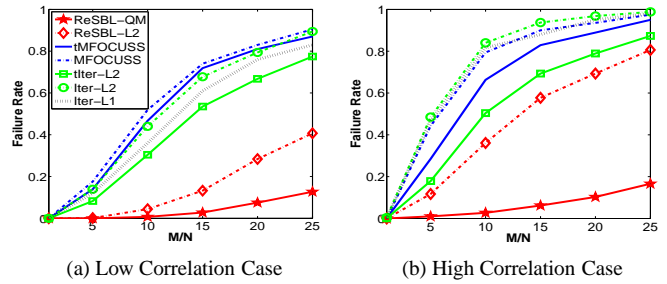 1
0.8
0.6
0.4
0.2
0
Failure Rate
ReSBL−QM
ReSBL−L2
tMFOCUSS
MFOCUSS
tIter−L2
Iter−L2
Iter−L1
5 10 15 20 25
M/N
(a) Low Correlation Case
1
0.8
0.6
0.4
0.2
0
Failure Rate
5 10 15 20 25
M/N
(b) High Correlation Case